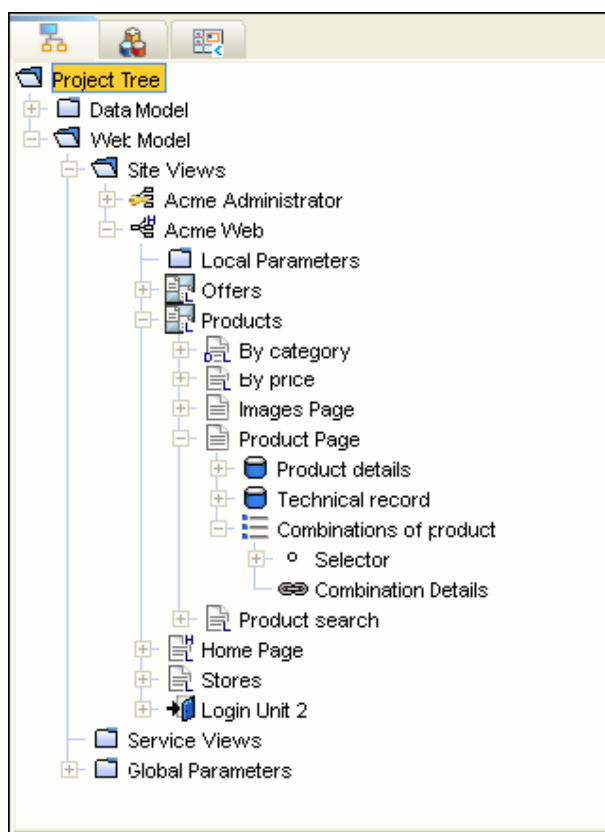 Project Tree
Data Model
Web Model
Site Views
Acme Administrator
Acme Web
Local Parameters
Offers
Products
By category
By price
Images Page
Product Page
Product details
Technical record
Combinations of product
Selector
Combination Details
Product search
Home Page
Stores
Login Unit 2
Service Views
Global Parameters